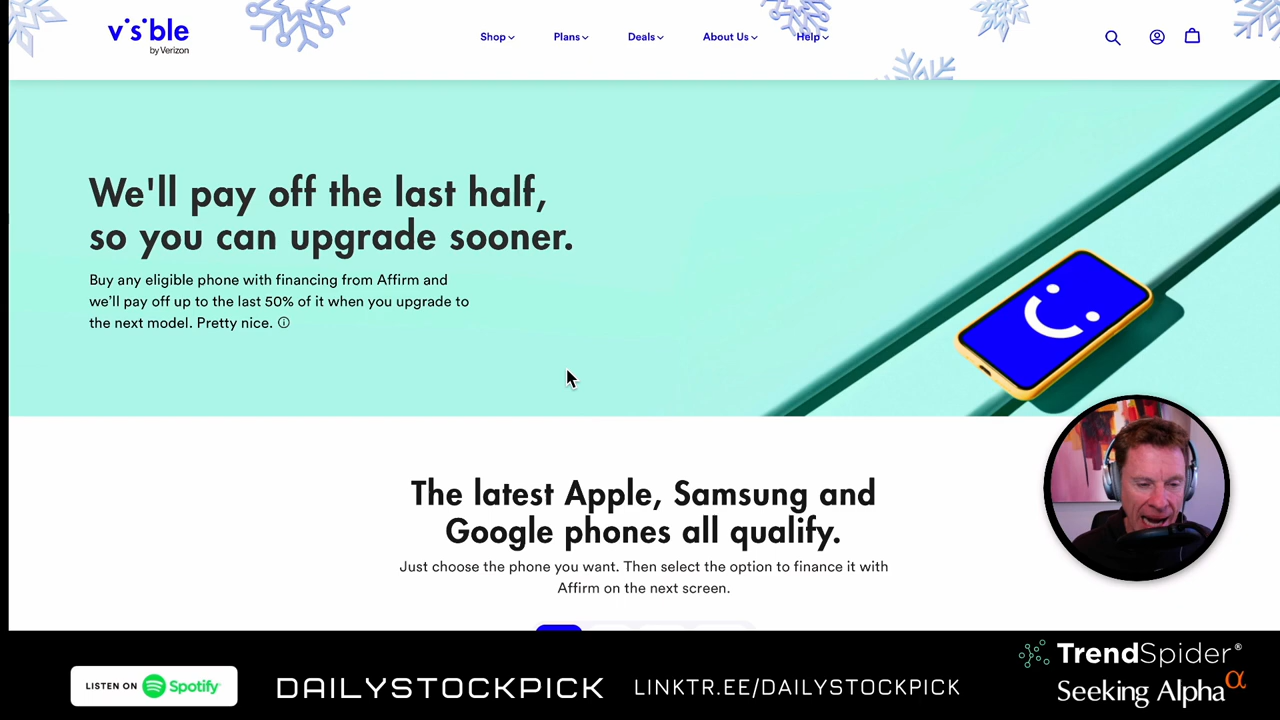 visible
by Verizon
Shop
Plans
Deals
About Us
Help
We'll pay off the last half,
so you can upgrade sooner.
Buy any eligible phone with financing from Affirm and
we'll pay off up to the last 50% of it when you upgrade to
the next model. Pretty nice.
The latest Apple, Samsung and
Google phones all qualify.
Just choose the phone you want. Then select the option to finance it with
Affirm on the next screen.
LISTEN ON Spotify
DAILYSTOCKPICK
LINKTR.EE/DAILYSTOCKPICK
TrendSpider®
Seeking Alphaα